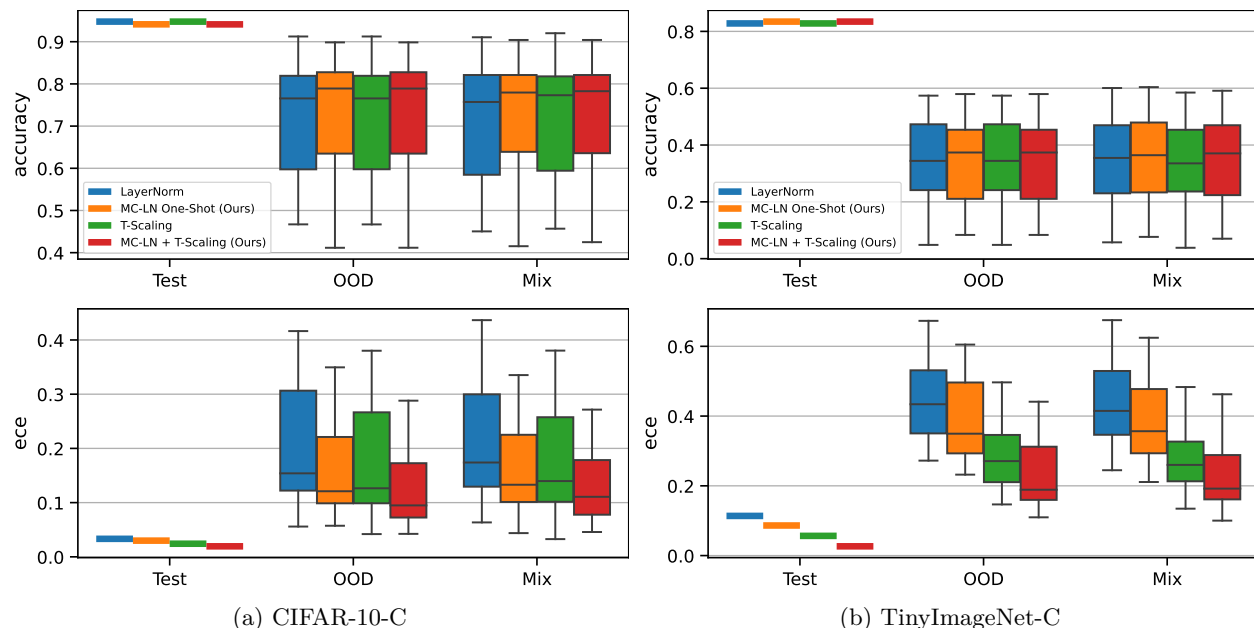 accuracy
0.9
0.8
0.7
0.6
0.5
0.4
LayerNorm
MC-LN One-Shot (Ours)
T-Scaling
MC-LN + T-Scaling (Ours)
Test OOD Mix
accuracy
0.8
0.6
0.4
0.2
0.0
LayerNorm
MC-LN One-Shot (Ours)
T-Scaling
MC-LN + T-Scaling (Ours)
Test OOD Mix
ece
0.4
0.3
0.2
0.1
0.0
Test OOD Mix
(a) CIFAR-10-C
ece
0.6
0.4
0.2
0.0
Test OOD Mix
(b) TinyImageNet-C